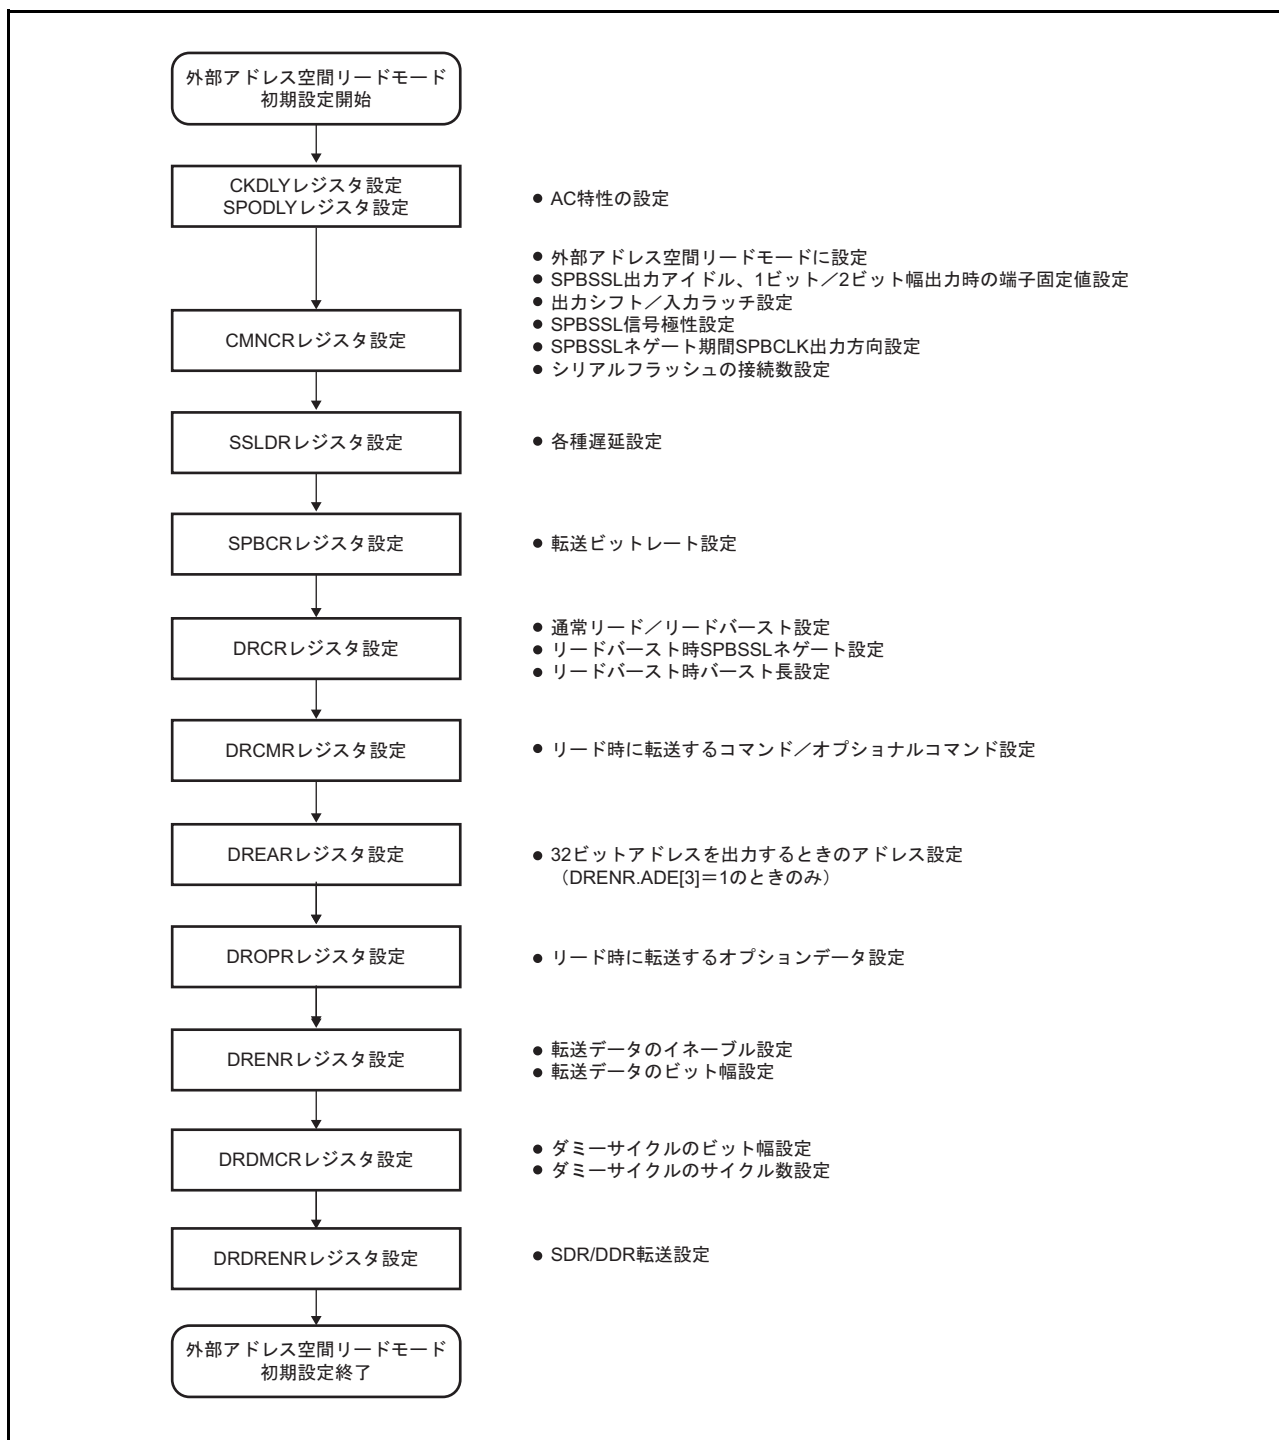 外部アドレス空間リードモード
初期設定開始
CKDLYレジスタ設定
SPODLYレジスタ設定
● AC特性の設定
● 外部アドレス空間リードモードに設定
● SPBSSL出力アイドル、1ビット／2ビット幅出力時の端子固定値設定
● 出力シフト／入力ラッチ設定
● SPBSSL信号極性設定
● SPBSSLネゲート期間SPBCLK出力方向設定
● シリアルフラッシュの接続数設定
CMNCRレジスタ設定
SSLDRレジスタ設定
● 各種遅延設定
SPBCRレジスタ設定
● 転送ビットレート設定
DRCRレジスタ設定
● 通常リード／リードバースト設定
● リードバースト時SPBSSLネゲート設定
● リードバースト時バースト長設定
DRCMRレジスタ設定
● リード時に転送するコマンド／オプショナルコマンド設定
DREARレジスタ設定
● 32ビットアドレスを出力するときのアドレス設定
（DRENR.ADE[3]＝1のときのみ）
DROPRレジスタ設定
● リード時に転送するオプションデータ設定
DRENRレジスタ設定
● 転送データのイネーブル設定
● 転送データのビット幅設定
DRDMCRレジスタ設定
● ダミーサイクルのビット幅設定
● ダミーサイクルのサイクル数設定
DRDRENRレジスタ設定
● SDR/DDR転送設定
外部アドレス空間リードモード
初期設定終了